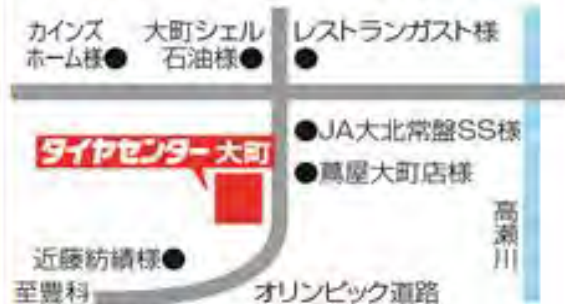 カインズ
ホーム様●
大町シェル
石油様●
レストランガスト様
●
●JA大北常盤SS様
タイヤセンター大町
●蔦屋大町店様
高瀬川
近藤紡績様●
至豊科
オリンピック道路